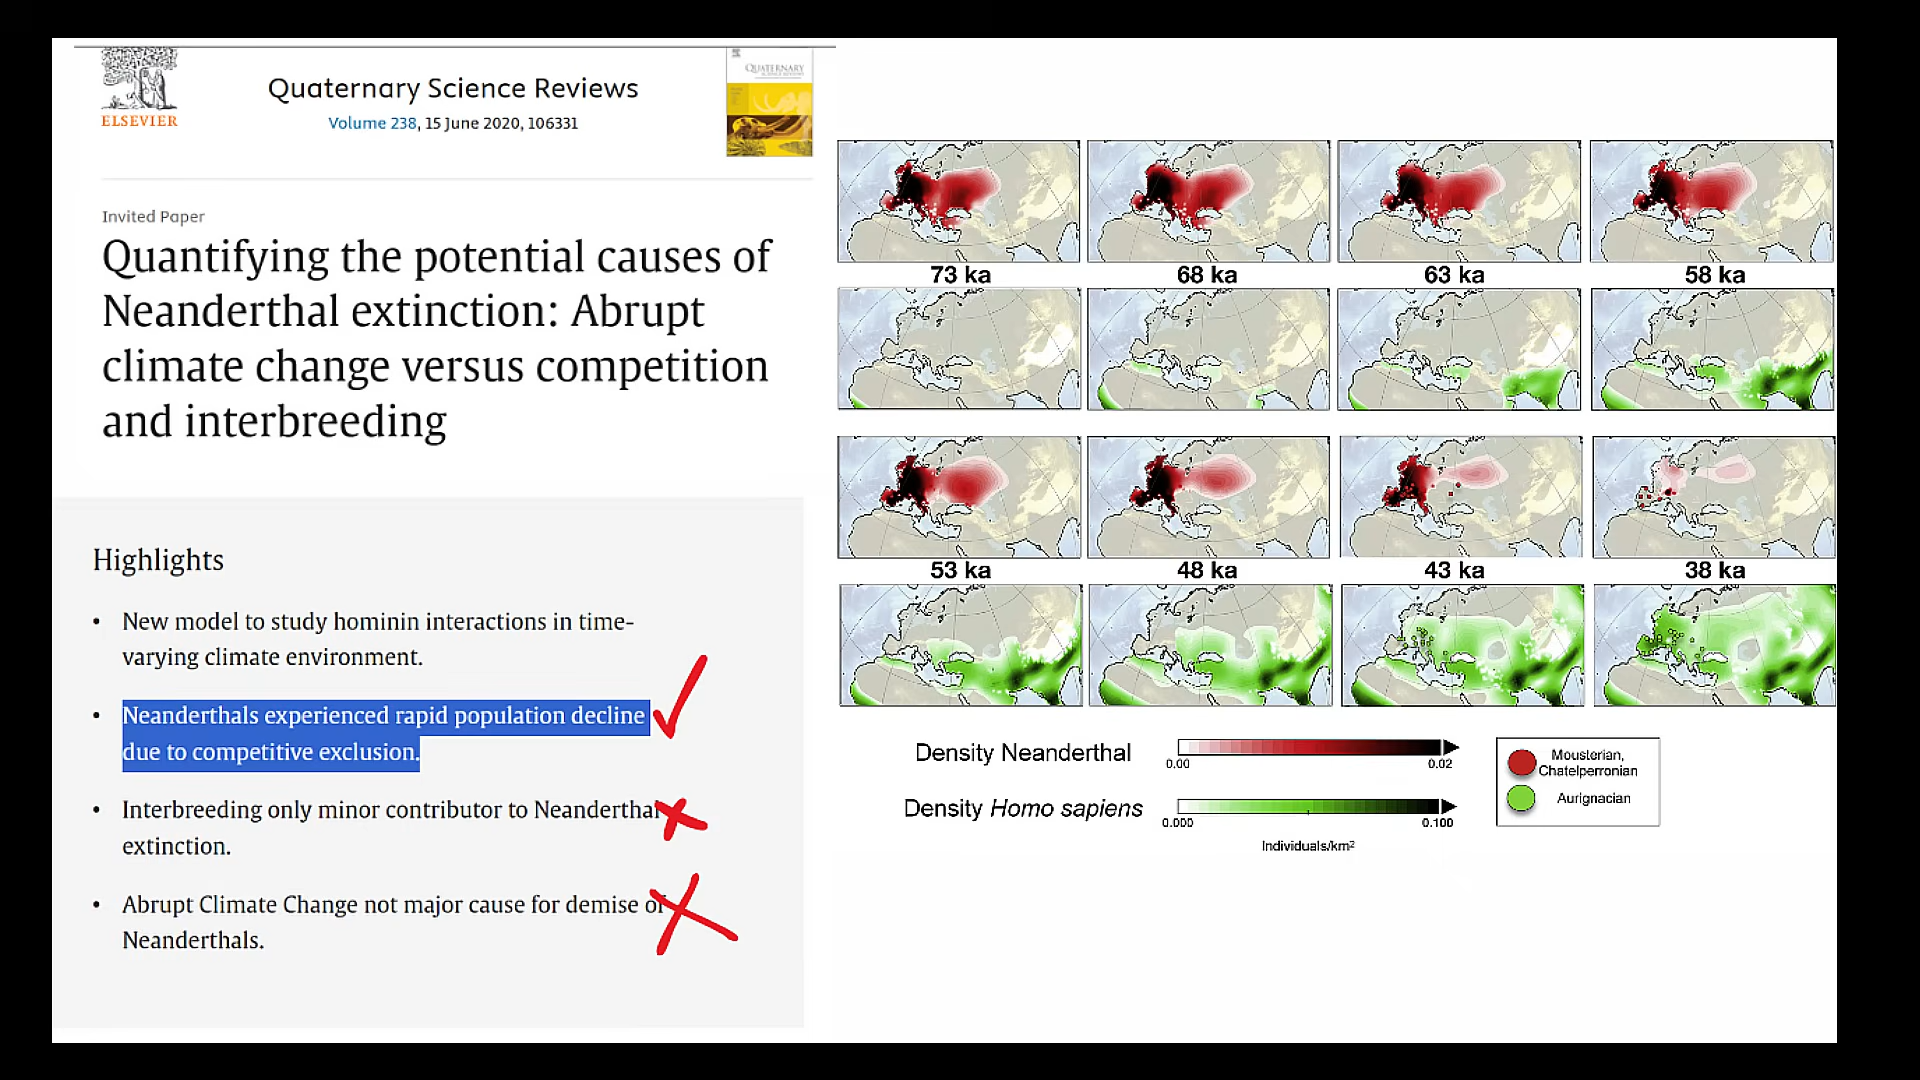 ELSEVIER
Quaternary Science Reviews
Volume 238, 15 June 2020, 106331
QUATERNARY
Invited Paper
Quantifying the potential causes of
Neanderthal extinction: Abrupt
climate change versus competition
and interbreeding
Highlights
• New model to study hominin interactions in time-
varying climate environment.
• Neanderthals experienced rapid population decline
due to competitive exclusion.
• Interbreeding only minor contributor to Neanderthal
extinction.
• Abrupt Climate Change not major cause for demise of
Neanderthals.
73 ka 68 ka 63 ka 58 ka
53 ka 48 ka 43 ka 38 ka
Density Neanderthal
0.00 0.02
Density Homo sapiens
0.000 0.100
Individuals/km²
Mousterian,
Chatelperronian
Aurignacian